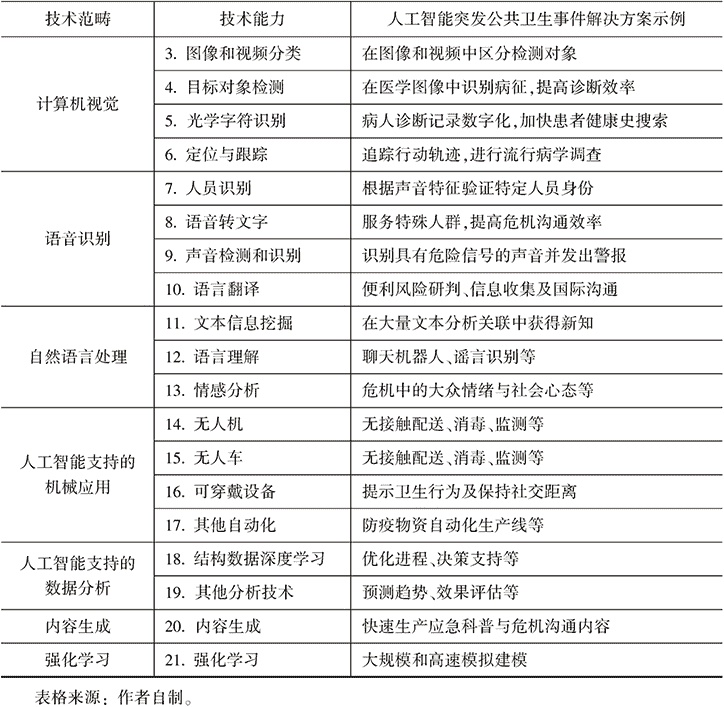 技术范畴 技术能力 人工智能突发公共卫生事件解决方案示例
计算机视觉
3. 图像和视频分类 在图像和视频中区分检测对象
4. 目标对象检测 在医学图像中识别病征,提高诊断效率
5. 光学字符识别 病人诊断记录数字化,加快患者健康史搜索
6. 定位与跟踪 追踪行动轨迹,进行流行病学调查
语音识别
7. 人员识别 根据声音特征验证特定人员身份
8. 语音转文字 服务特殊人群,提高危机沟通效率
9. 声音检测和识别 识别具有危险信号的声音并发出警报
10. 语言翻译 便利风险研判、信息收集及国际沟通
自然语言处理
11. 文本信息挖掘 在大量文本分析关联中获得新知
12. 语言理解 聊天机器人、谣言识别等
13. 情感分析 危机中的大众情绪与社会心态等
人工智能支持的
机械应用
14. 无人机 无接触配送、消毒、监测等
15. 无人车 无接触配送、消毒、监测等
16. 可穿戴设备 提示卫生行为及保持社交距离
17. 其他自动化 防疫物资自动化生产线等
人工智能支持的
数据分析
18. 结构数据深度学习 优化进程、决策支持等
19. 其他分析技术 预测趋势、效果评估等
内容生成 20. 内容生成 快速生产应急科普与危机沟通内容
强化学习 21. 强化学习 大规模和高速模拟建模
表格来源：作者自制。